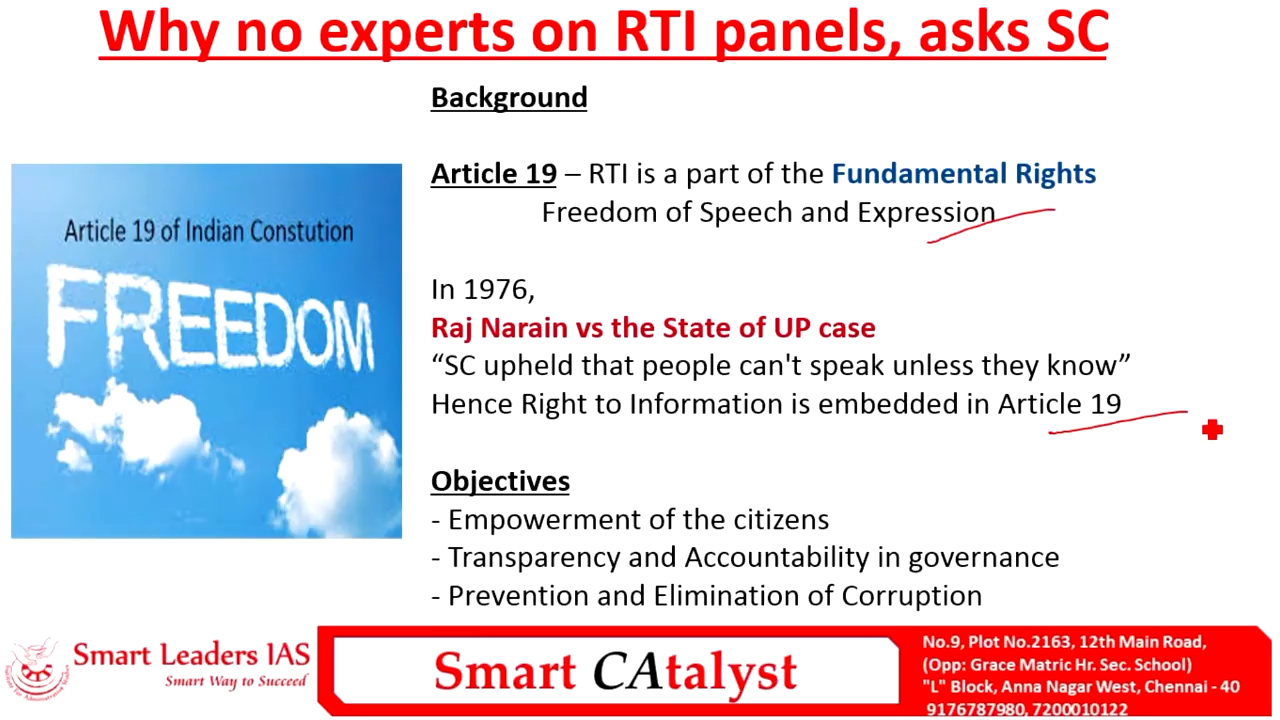 Why no experts on RTI panels, asks SC
Background
Article 19 – RTI is a part of the Fundamental Rights
Freedom of Speech and Expression
Article 19 of Indian Constution
FREEDOM
In 1976,
Raj Narain vs the State of UP case
“SC upheld that people can't speak unless they know”
Hence Right to Information is embedded in Article 19
Objectives
- Empowerment of the citizens
- Transparency and Accountability in governance
- Prevention and Elimination of Corruption
Smart Leaders IAS
Smart Way to Succeed
Smart CAtalyst
No.9, Plot No.2163, 12th Main Road,
(Opp: Grace Matric Hr. Sec. School)
"L" Block, Anna Nagar West, Chennai - 40
9176787980, 7200010122